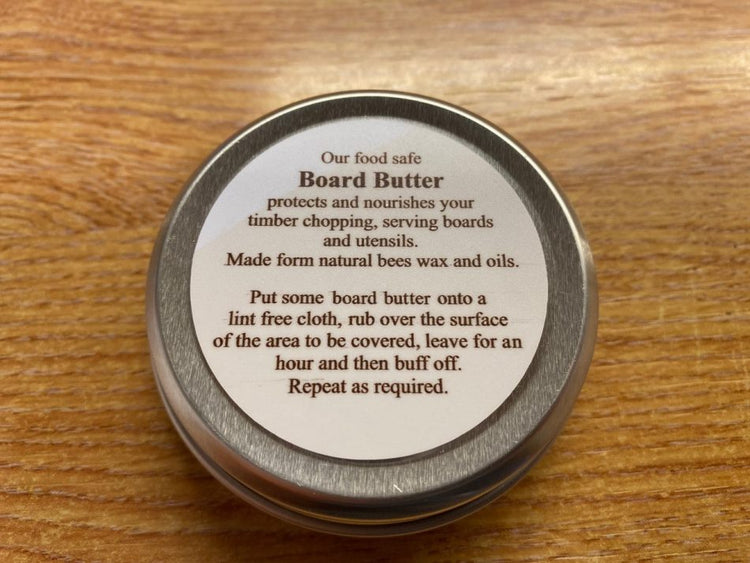 Our food safe
Board Butter
protects and nourishes your
timber chopping, serving boards
and utensils.
Made form natural bees wax and oils.
Put some board butter onto a
lint free cloth, rub over the surface
of the area to be covered, leave for an
hour and then buff off.
Repeat as required.